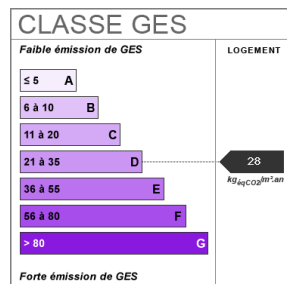 CLASSE GES
Faible émission de GES
LOGEMENT
≤ 5 A
6 à 10 B
11 à 20 C
21 à 35 D
28
kgéqCO2/m².an
36 à 55 E
56 à 80 F
> 80 G
Forte émission de GES